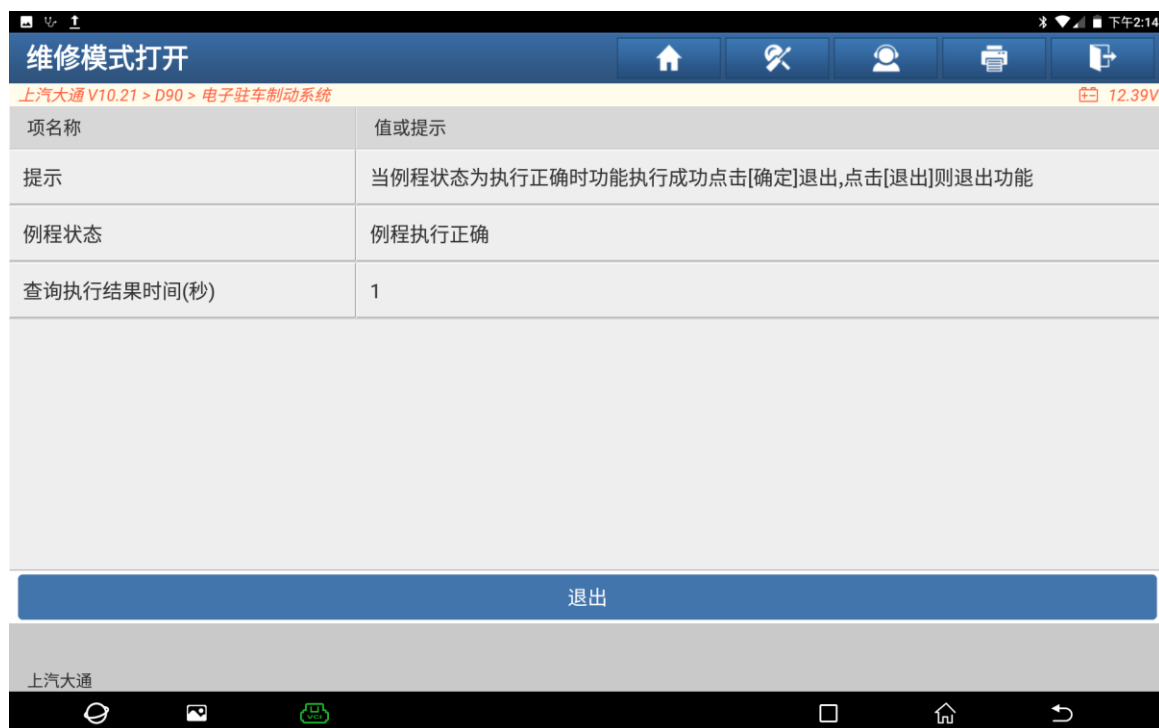 下午2:14
维修模式打开
上汽大通 V10.21 > D90 > 电子驻车制动系统
12.39V
项名称 值或提示
提示 当例程状态为执行正确时功能执行成功点击[确定]退出,点击[退出]则退出功能
例程状态 例程执行正确
查询执行结果时间(秒) 1
退出
上汽大通
VCI